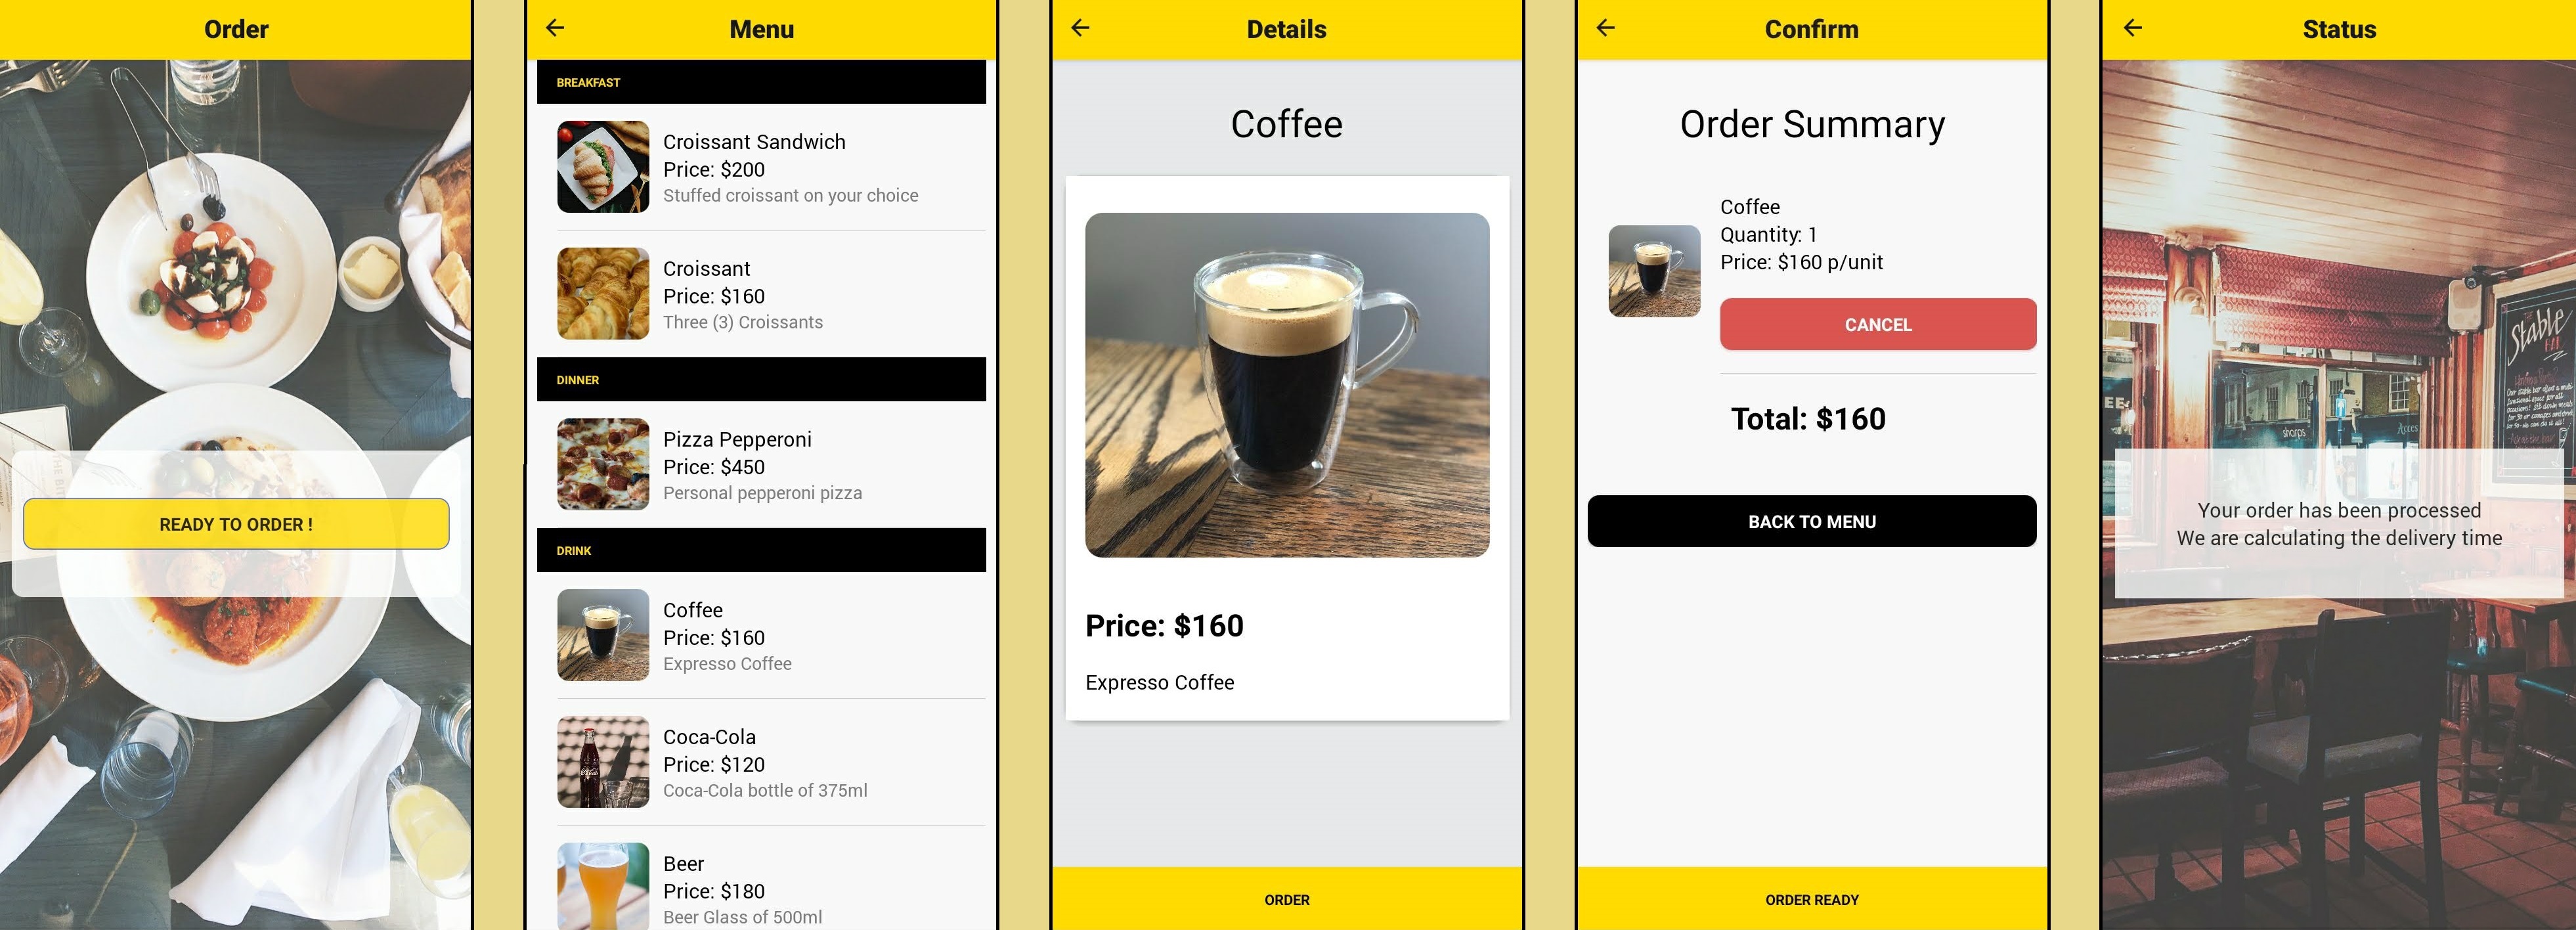 Order
READY TO ORDER !
Menu
BREAKFAST
Croissant Sandwich
Price: $200
Stuffed croissant on your choice
Croissant
Price: $160
Three (3) Croissants
DINNER
Pizza Pepperoni
Price: $450
Personal pepperoni pizza
DRINK
Coffee
Price: $160
Expresso Coffee
Coca-Cola
Price: $120
Coca-Cola bottle of 375ml
Beer
Price: $180
Beer Glass of 500ml
Details
Coffee
Price: $160
Expresso Coffee
ORDER
Confirm
Order Summary
Coffee
Quantity: 1
Price: $160 p/unit
CANCEL
Total: $160
BACK TO MENU
ORDER READY
Status
Stable
BAR
sharps
Your order has been processed
We are calculating the delivery time